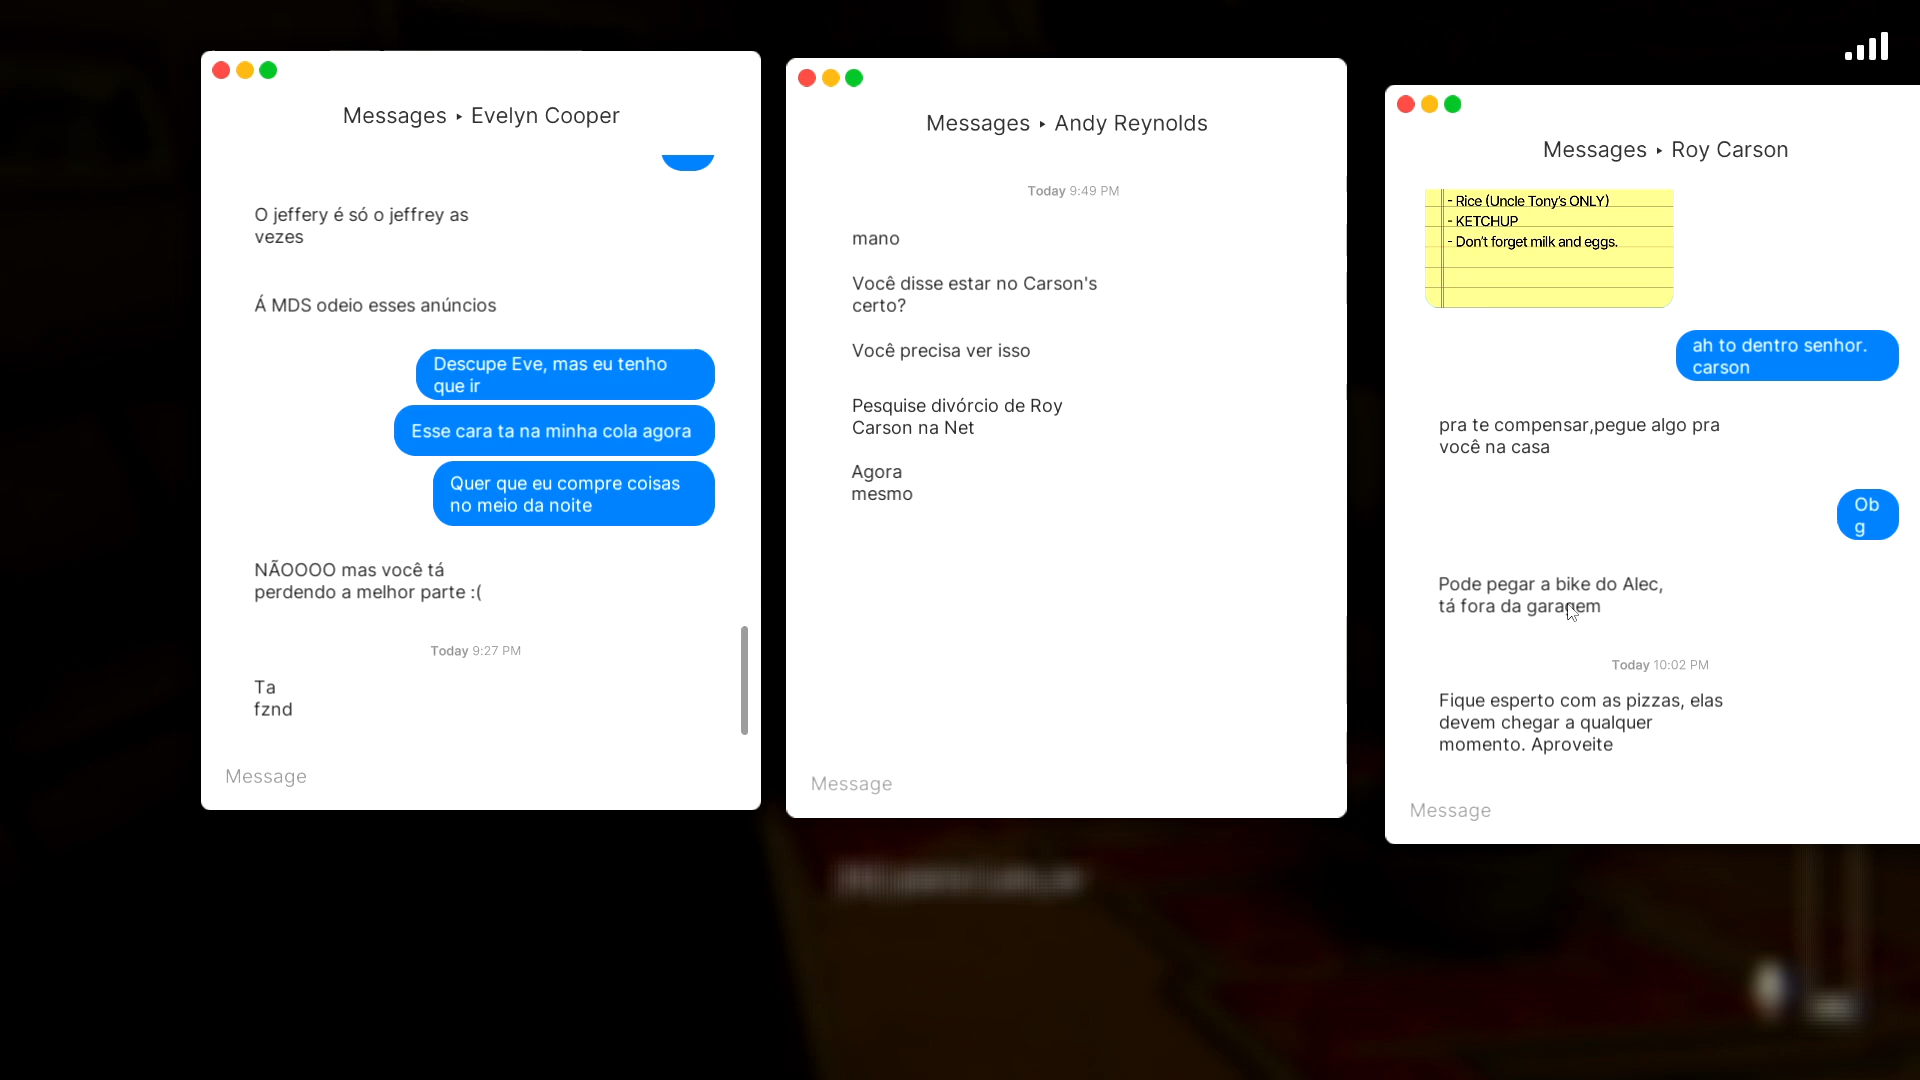 Messages ▸ Evelyn Cooper
O jeffery é só o jeffrey as
vezes
Á MDS odeio esses anúncios
Descupe Eve, mas eu tenho
que ir
Esse cara ta na minha cola agora
Quer que eu compre coisas
no meio da noite
NÃOOOO mas você tá
perdendo a melhor parte :(
Today 9:27 PM
Ta
fznd
Message
Messages ▸ Andy Reynolds
Today 9:49 PM
mano
Você disse estar no Carson's
certo?
Você precisa ver isso
Pesquise divórcio de Roy
Carson na Net
Agora
mesmo
Message
Messages ▸ Roy Carson
- Rice (Uncle Tony's ONLY)
- KETCHUP
- Don't forget milk and eggs.
ah to dentro senhor.
carson
pra te compensar,pegue algo pra
você na casa
Ob
g
Pode pegar a bike do Alec,
tá fora da garagem
Today 10:02 PM
Fique esperto com as pizzas, elas
devem chegar a qualquer
momento. Aproveite
Message